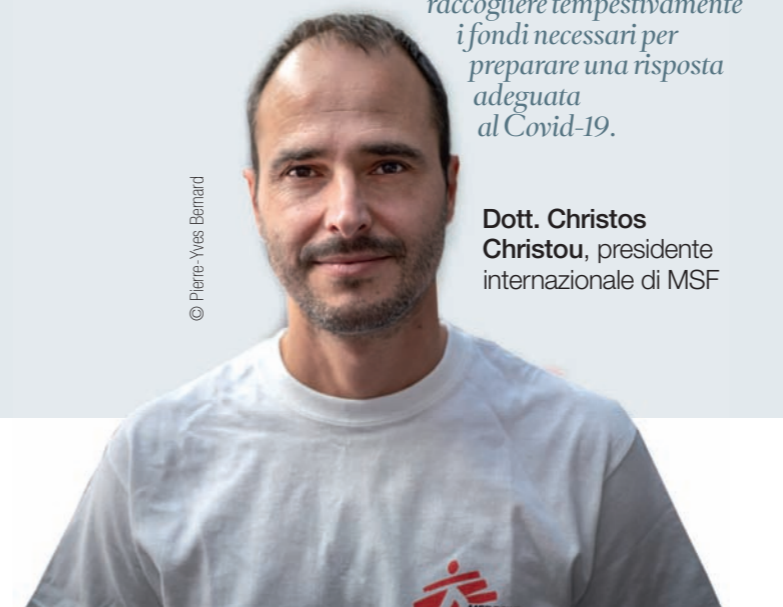 raccogliere tempestivamente
i fondi necessari per
preparare una risposta
adeguata
al Covid-19.
© Pierre-Yves Bernard
Dott. Christos
Christou, presidente
internazionale di MSF